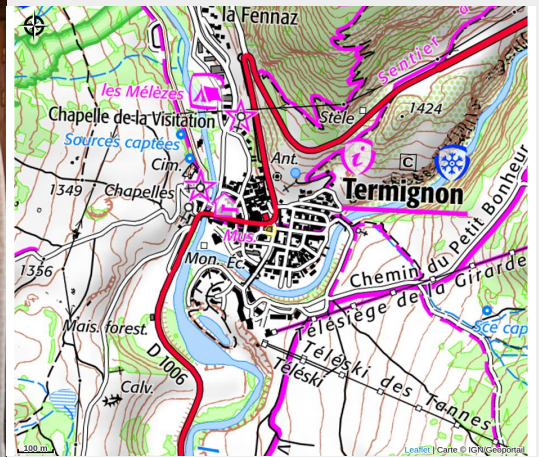 la Fennaz
Sentier d
les Mélèzes
Chapelle de la Visitation
Stèle
1424
Sources captées
Cim.
Ant.
C
1349
Chapelles
Termignon
Mus.
Mon.
Éc.
Chemin du Petit Bonheur
1356
Télésiège de la Girarde
Sce cap
Mais. forest.
D 1006
Téléski des Tannes
Téléski
Calv.
100 m
Leaflet | Carte © IGN/Geoportail